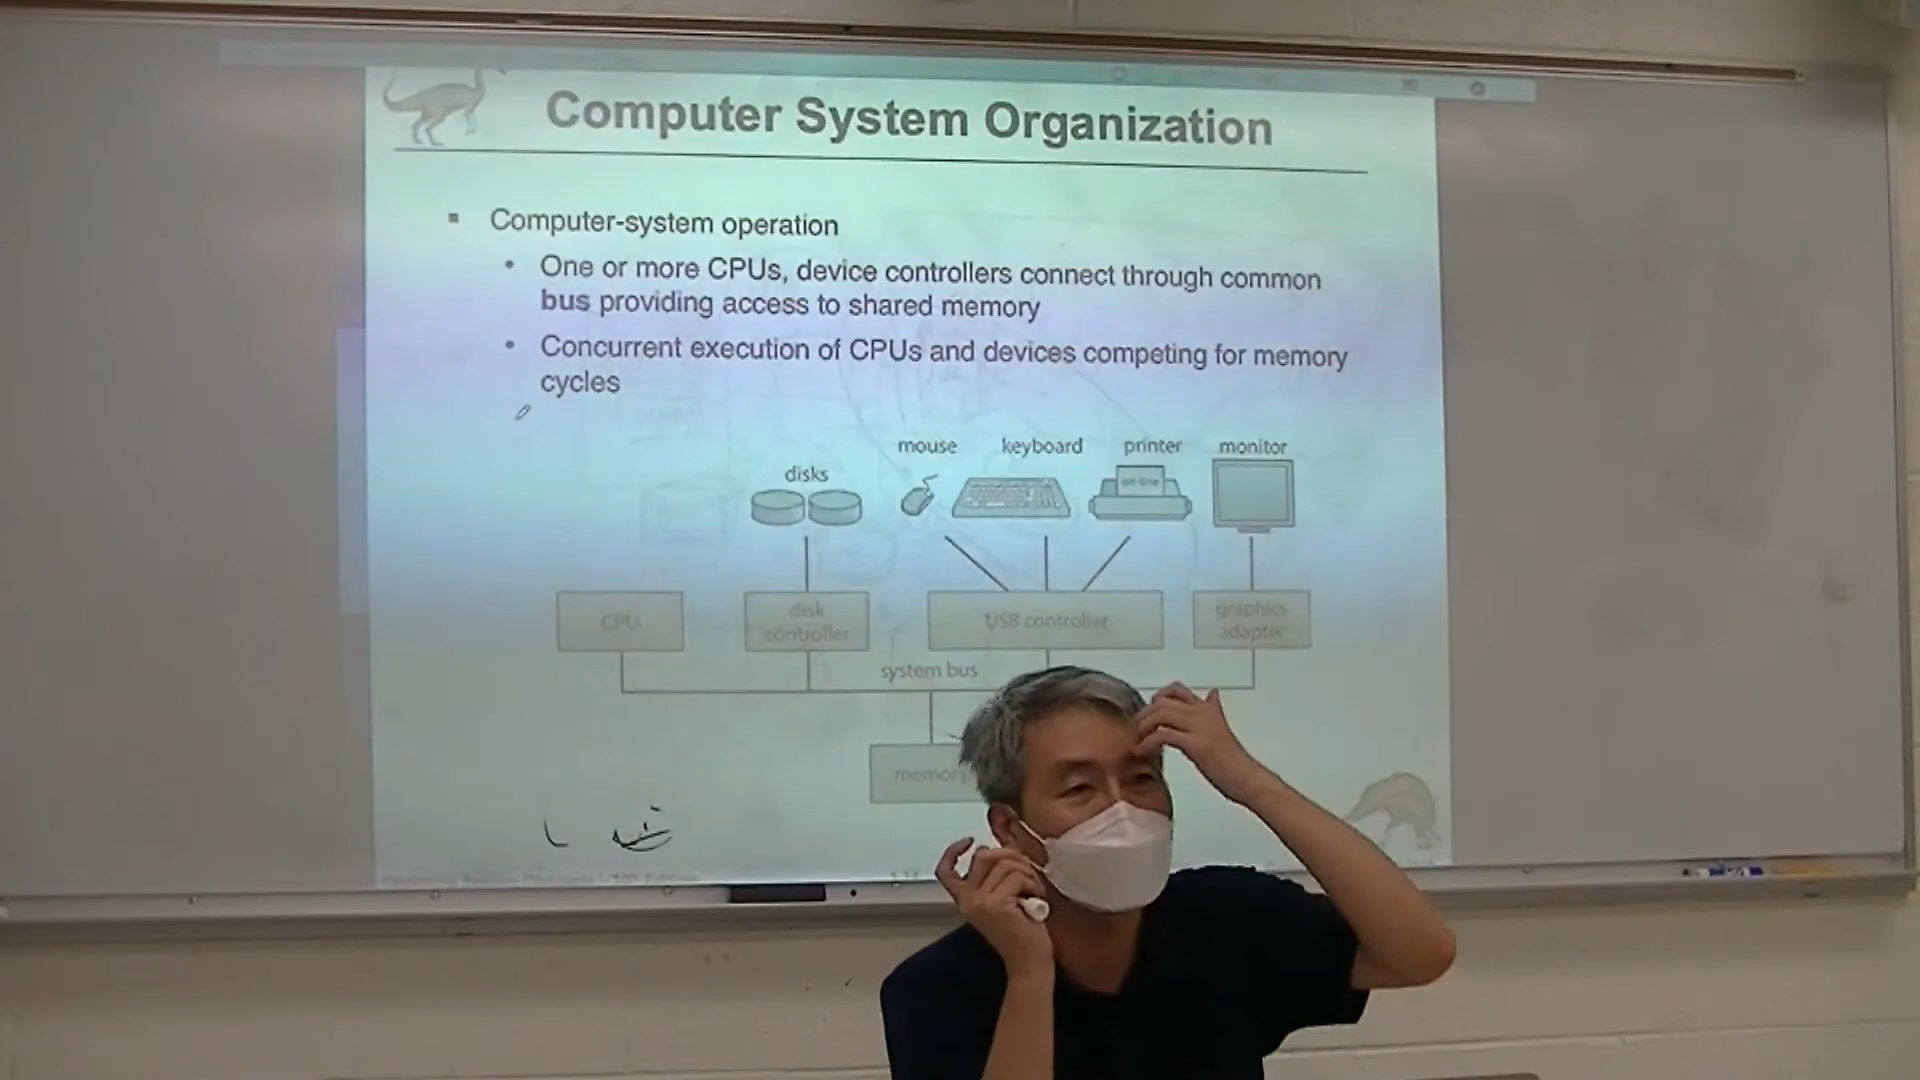 Computer System Organization
Computer-system operation
One or more CPUs, device controllers connect through common
bus providing access to shared memory
Concurrent execution of CPUs and devices competing for memory
cycles
mouse keyboard printer monitor
disks
on-line
CPU
disk
controller
USB controller
graphics
adapter
system bus
memory